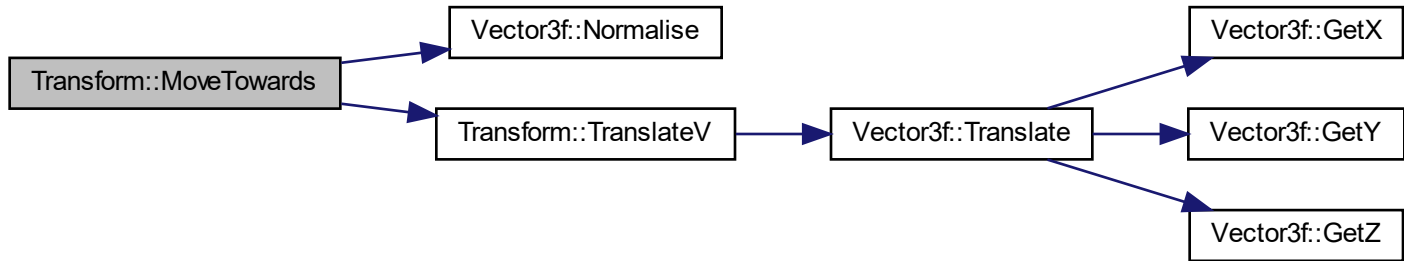 Transform::MoveTowards
Vector3f::Normalise
Transform::TranslateV
Vector3f::Translate
Vector3f::GetX
Vector3f::GetY
Vector3f::GetZ